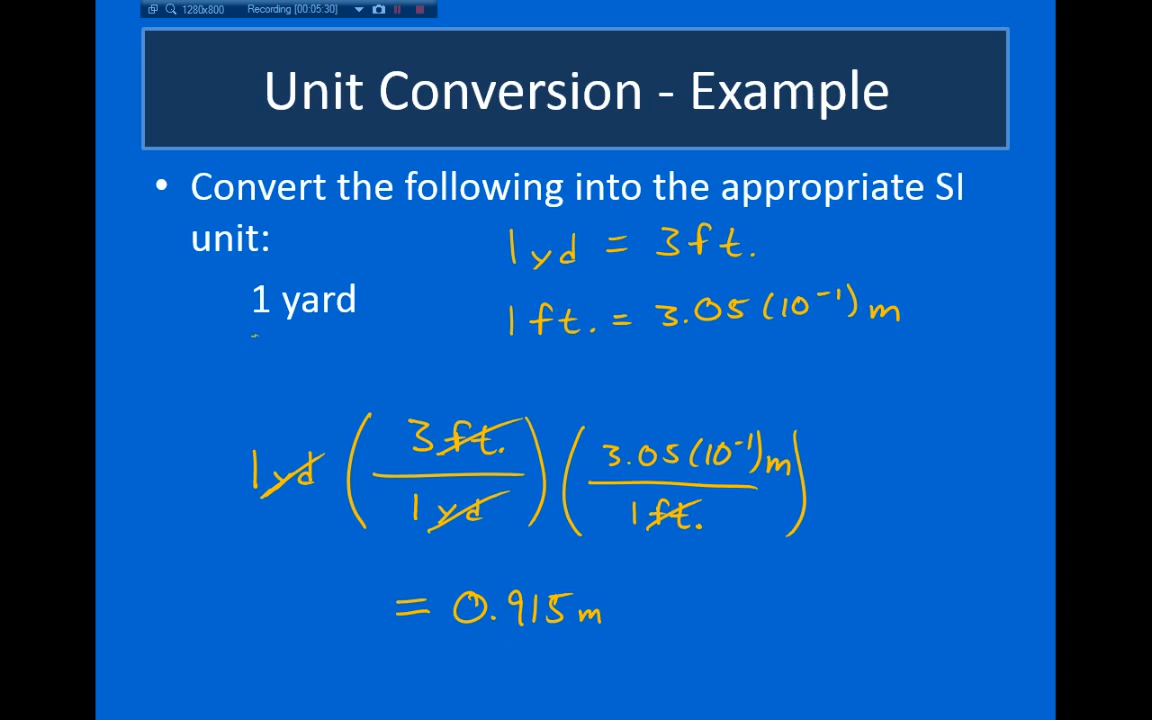 1280x800 Recording [00:05:30]
Unit Conversion - Example
• Convert the following into the appropriate SI
unit:
1 yd = 3 ft.
1 yard
1 ft. = 3.05 (10⁻¹) m
1 yd ( 3 ft. / 1 yd ) ( 3.05 (10⁻¹) m / 1 ft. )
= 0.915 m